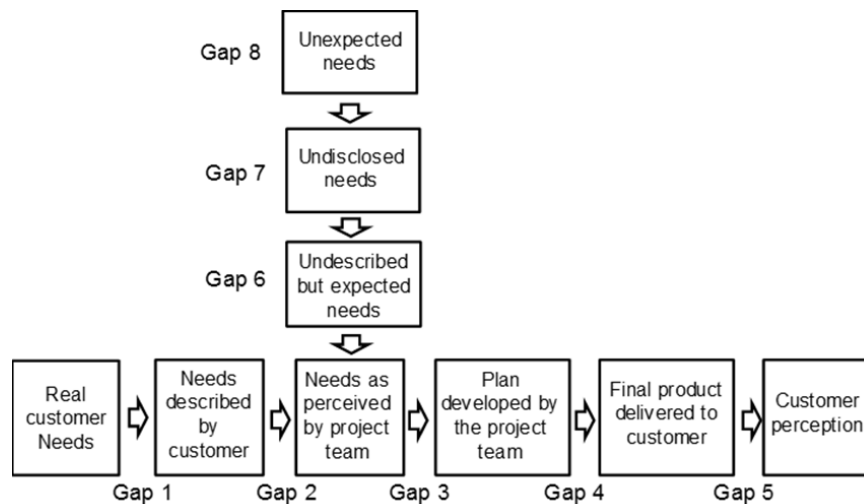 Gap 8
Unexpected
needs
Gap 7
Undisclosed
needs
Gap 6
Undescribed
but expected
needs
Real
customer
Needs
Needs
described
by
customer
Needs as
perceived
by project
team
Plan
developed by
the project
team
Final product
delivered to
customer
Customer
perception
Gap 1
Gap 2
Gap 3
Gap 4
Gap 5